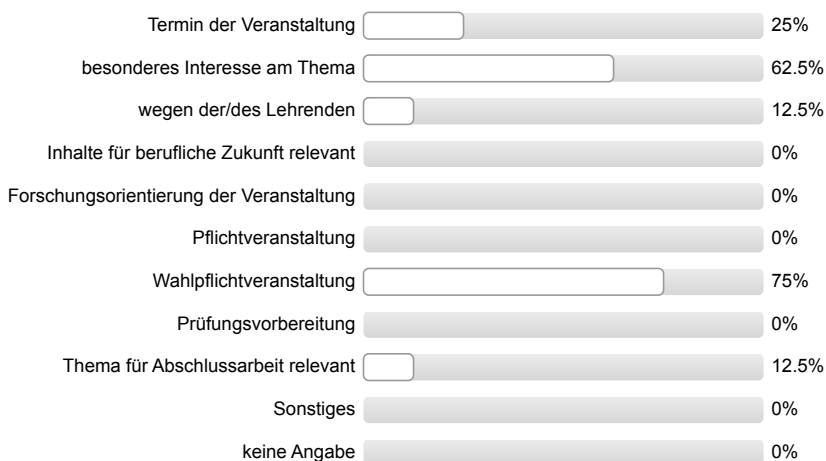 Termin der Veranstaltung 25%
besonderes Interesse am Thema 62.5%
wegen der/des Lehrenden 12.5%
Inhalte für berufliche Zukunft relevant 0%
Forschungsorientierung der Veranstaltung 0%
Pflichtveranstaltung 0%
Wahlpflichtveranstaltung 75%
Prüfungsvorbereitung 0%
Thema für Abschlussarbeit relevant 12.5%
Sonstiges 0%
keine Angabe 0%